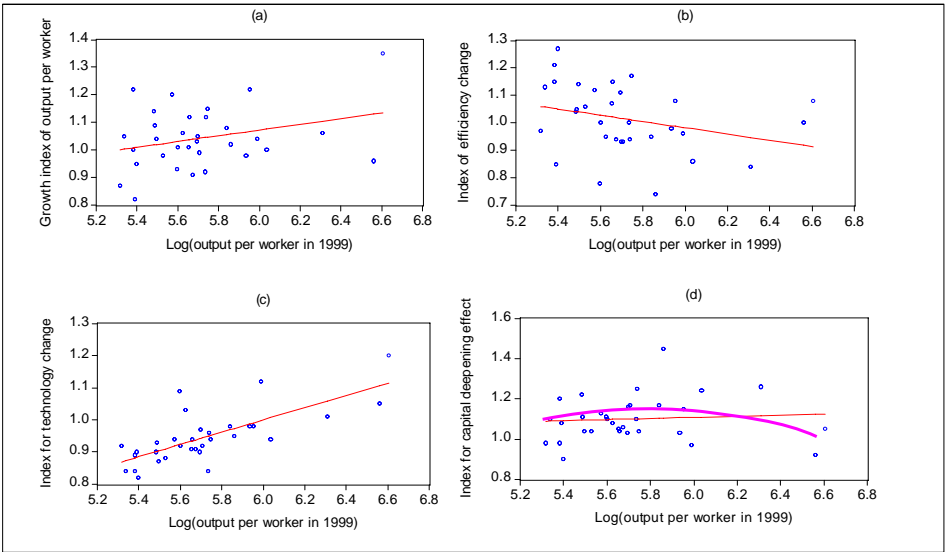 (a)
Growth index of output per worker
1.4
1.3
1.2
1.1
1.0
0.9
0.8
5.2 5.4 5.6 5.8 6.0 6.2 6.4 6.6 6.8
Log(output per worker in 1999)
(b)
Index of efficiency change
1.3
1.2
1.1
1.0
0.9
0.8
0.7
5.2 5.4 5.6 5.8 6.0 6.2 6.4 6.6 6.8
Log(output per worker in 1999)
(c)
Index for technology change
1.3
1.2
1.1
1.0
0.9
0.8
5.2 5.4 5.6 5.8 6.0 6.2 6.4 6.6 6.8
Log(output per worker in 1999)
(d)
Index for capital deepening effect
1.6
1.4
1.2
1.0
0.8
5.2 5.4 5.6 5.8 6.0 6.2 6.4 6.6 6.8
Log(output per worker in 1999)